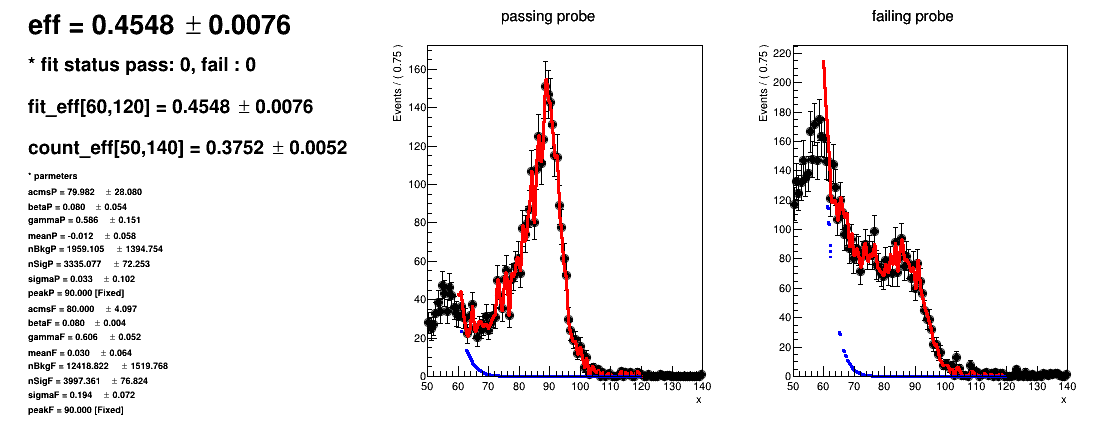 eff = 0.4548 ± 0.0076
* fit status pass: 0, fail : 0
fit_eff[60,120] = 0.4548 ± 0.0076
count_eff[50,140] = 0.3752 ± 0.0052
* parmeters
acmsP = 79.982 ± 28.080
betaP = 0.080 ± 0.054
gammaP = 0.586 ± 0.151
meanP = -0.012 ± 0.058
nBkgP = 1959.105 ± 1394.754
nSigP = 3335.077 ± 72.253
sigmaP = 0.033 ± 0.102
peakP = 90.000 [Fixed]
acmsF = 80.000 ± 4.097
betaF = 0.080 ± 0.004
gammaF = 0.606 ± 0.052
meanF = 0.030 ± 0.064
nBkgF = 12418.822 ± 1519.768
nSigF = 3997.361 ± 76.824
sigmaF = 0.194 ± 0.072
peakF = 90.000 [Fixed]
passing probe
Events / ( 0.75 )
160
140
120
100
80
60
40
20
0
50 60 70 80 90 100 110 120 130 140
x
failing probe
Events / ( 0.75 )
220
200
180
160
140
120
100
80
60
40
20
0
50 60 70 80 90 100 110 120 130 140
x